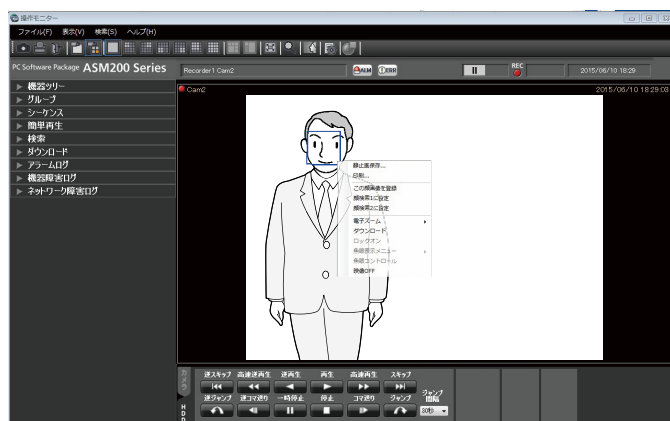 操作モニター
ファイル(F) 表示(V) 検索(S) ヘルプ(H)
PC Software Package ASM200 Series
Recorder1 Cam2
ALM
ERR
REC
2015/06/10 18:29
機器ツリー
グループ
シーケンス
簡単再生
検索
ダウンロード
アラームログ
機器障害ログ
ネットワーク障害ログ
Cam2
2015/06/10 18:29:03
静止画保存...
印刷...
この顔画像を登録
顔検索1に設定
顔検索2に設定
電子ズーム
ダウンロード
ロックオン
魚眼表示メニュー
魚眼コントロール
映像OFF
カメラ
HDD
逆スキップ 高速逆再生 逆再生 再生 高速再生 スキップ
逆ジャンプ 逆コマ送り 一時停止 停止 コマ送り ジャンプ
ジャンプ間隔
30秒